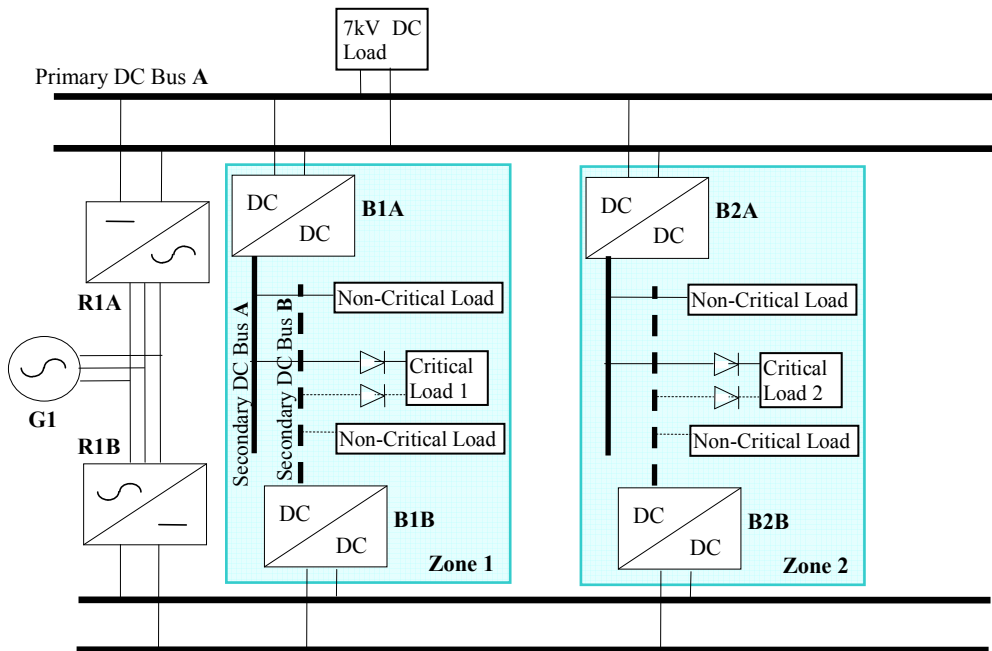 7kV DC
Load
Primary DC Bus A
DC
DC
B1A
DC
DC
B2A
R1A
Secondary DC Bus A
Secondary DC Bus B
Non-Critical Load
Non-Critical Load
Critical
Load 1
Critical
Load 2
G1
R1B
Non-Critical Load
Non-Critical Load
DC
DC
B1B
Zone 1
DC
DC
B2B
Zone 2